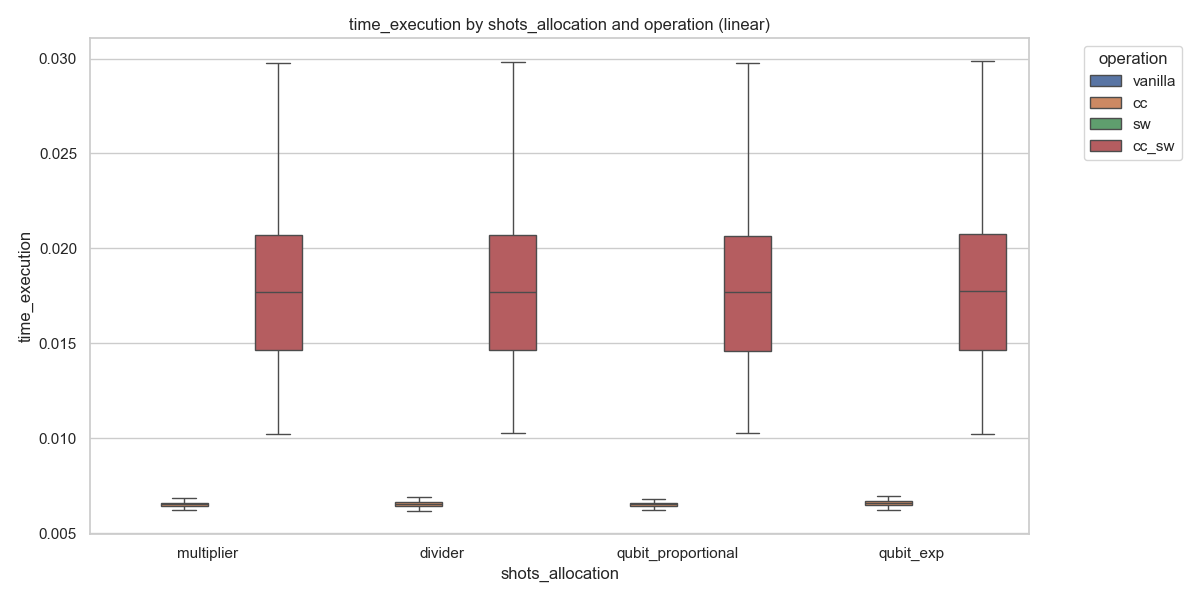 time_execution by shots_allocation and operation (linear)
operation
vanilla
cc
sw
cc_sw
time_execution
0.030
0.025
0.020
0.015
0.010
0.005
multiplier
divider
qubit_proportional
qubit_exp
shots_allocation